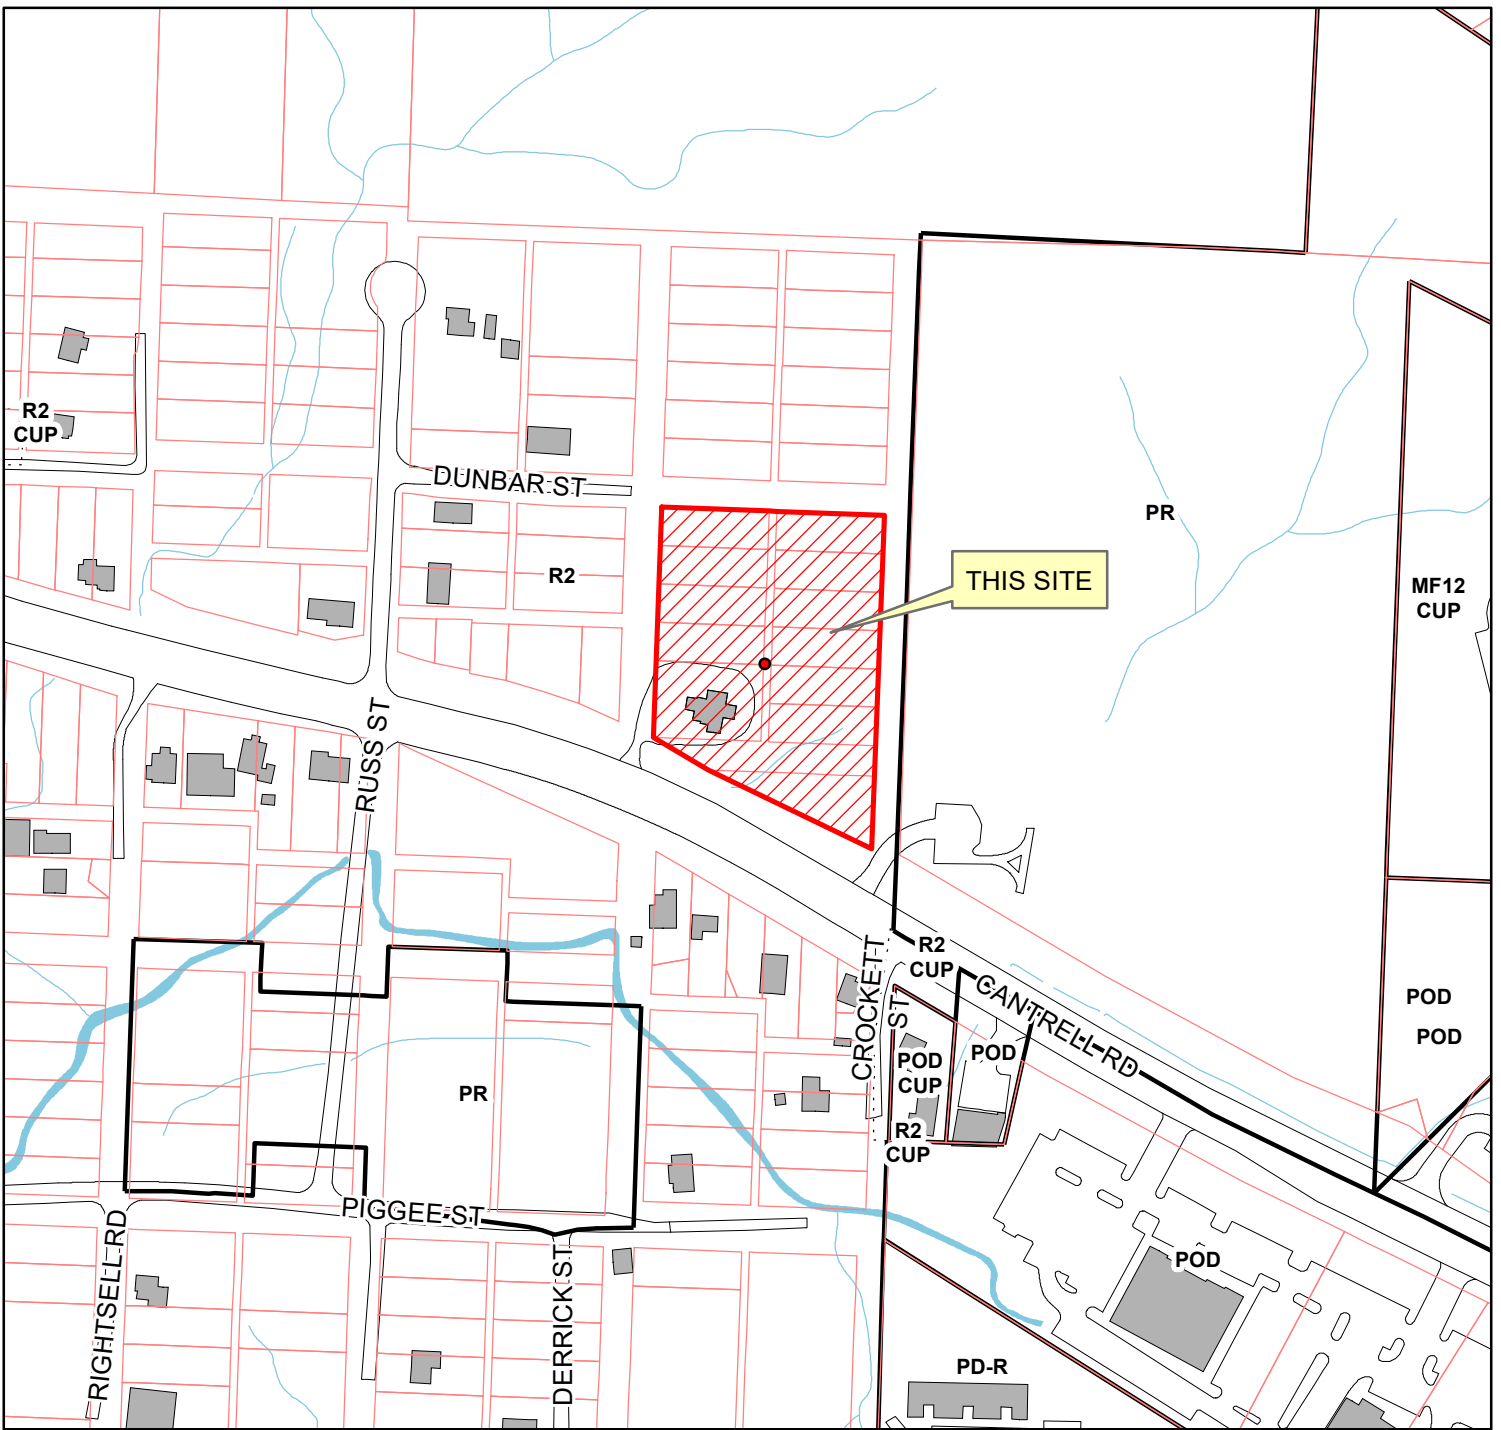 R2
CUP
DUNBAR ST
R2
PR
THIS SITE
MF12
CUP
RUSS ST
R2
CUP
CROCKETT
ST
CANTRELL RD
POD
CUP
POD
POD
POD
PR
R2
CUP
PIGGEE ST
RIGHTSELL RD
DERRICK ST
POD
PD-R